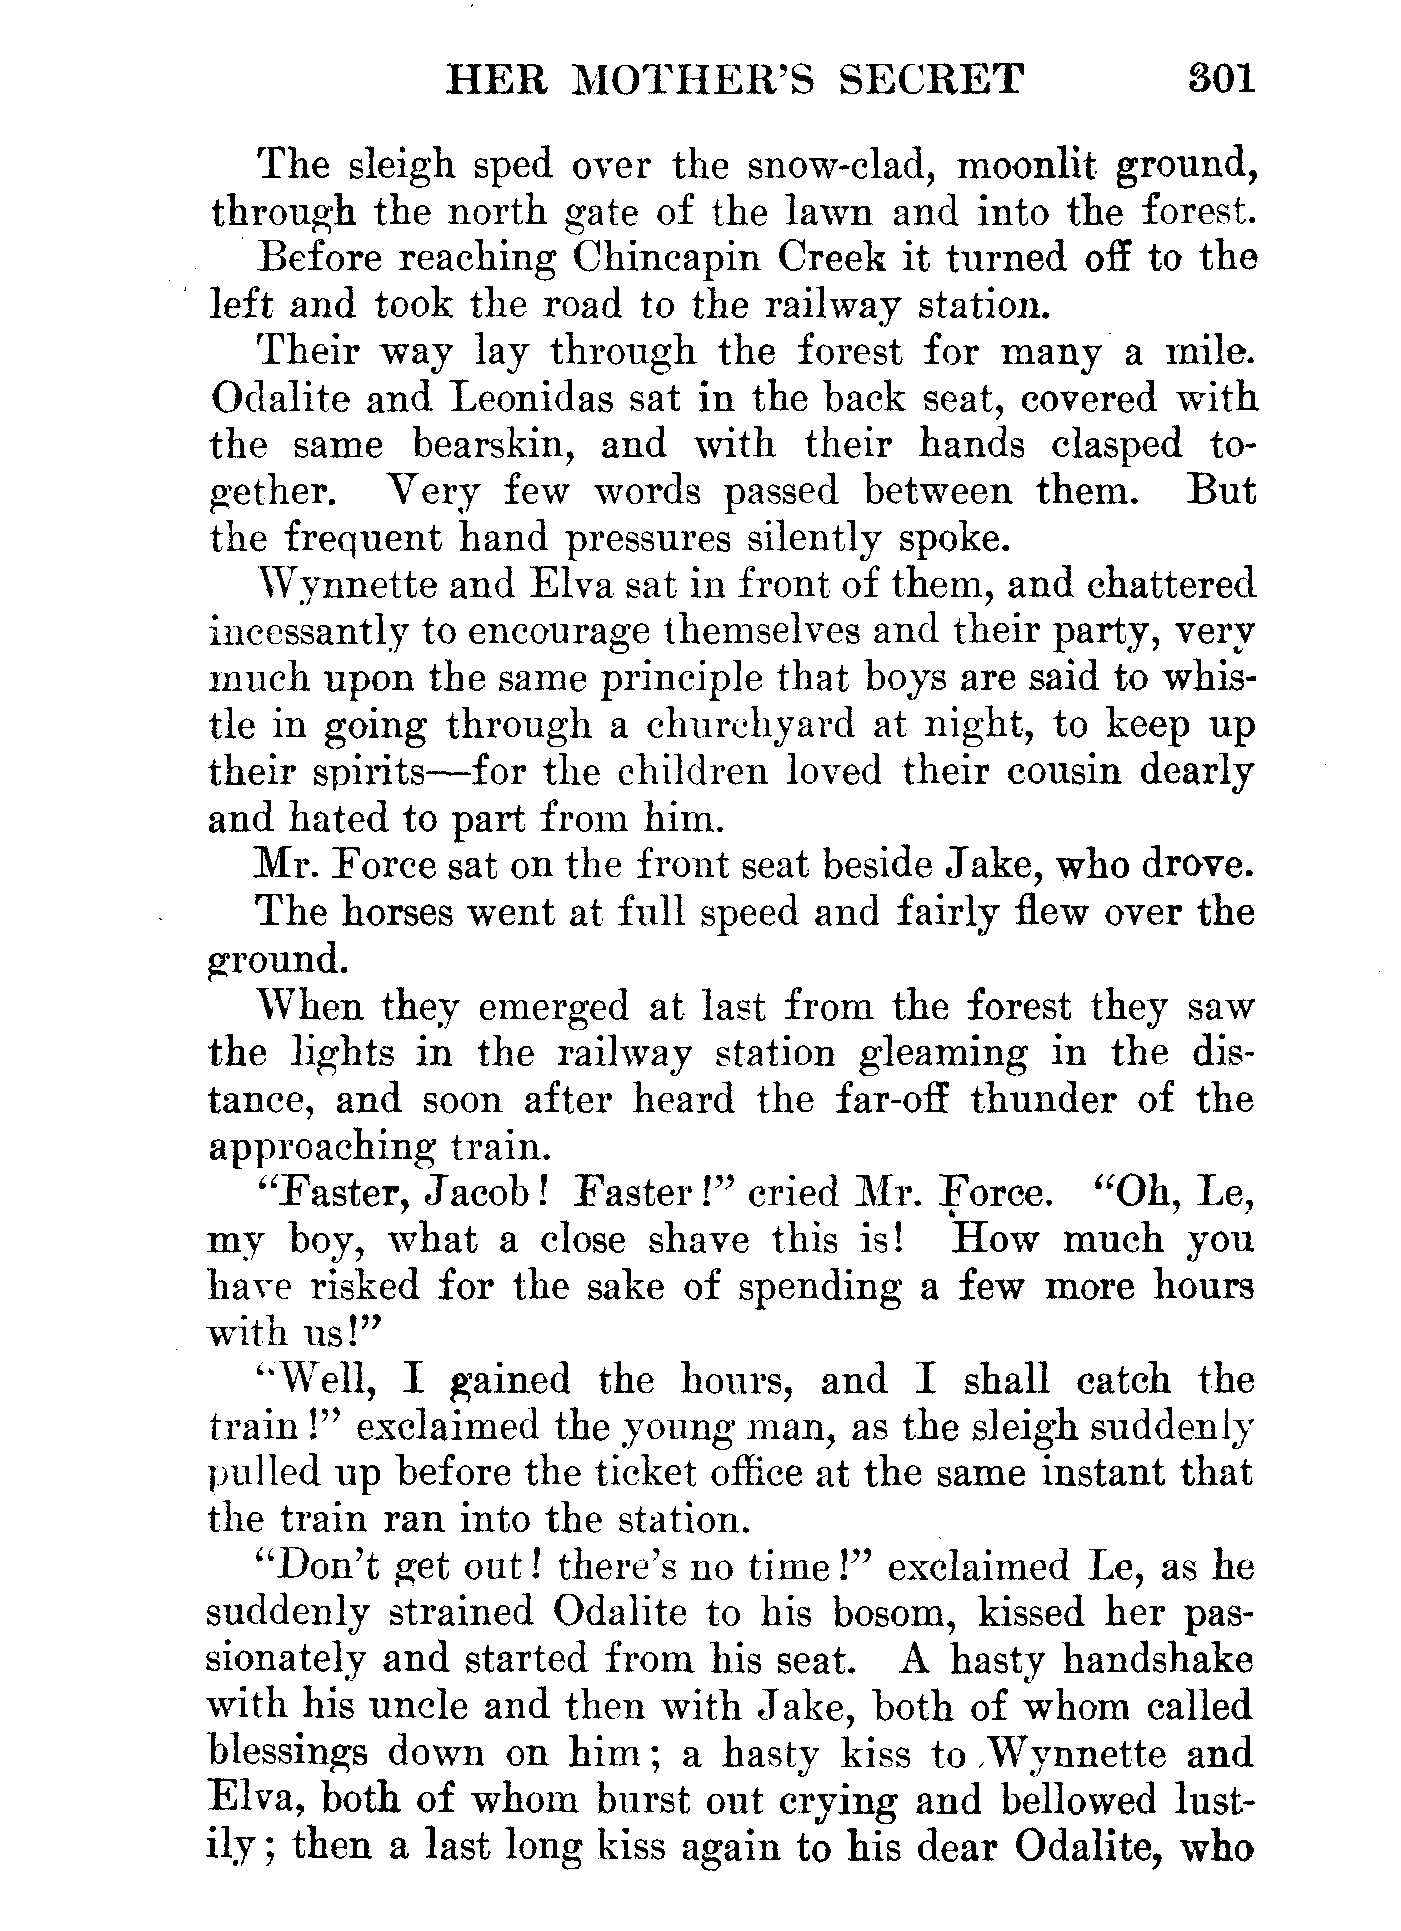 HER MOTHER'S SECRET 301
The sleigh sped over the snow-clad, moonlit ground,
through the north gate of the lawn and into the forest.
Before reaching Chincapin Creek it turned off to the
left and took the road to the railway station.
Their way lay through the forest for many a mile.
Odalite and Leonidas sat in the back seat, covered with
the same bearskin, and with their hands clasped to-
gether. Very few words passed between them. But
the frequent hand pressures silently spoke.
Wynnette and Elva sat in front of them, and chattered
incessantly to encourage themselves and their party, very
much upon the same principle that boys are said to whis-
tle in going through a churchyard at night, to keep up
their spirits—for the children loved their cousin dearly
and hated to part from him.
Mr. Force sat on the front seat beside Jake, who drove.
The horses went at full speed and fairly flew over the
ground.
When they emerged at last from the forest they saw
the lights in the railway station gleaming in the dis-
tance, and soon after heard the far-off thunder of the
approaching train.
“Faster, Jacob! Faster!” cried Mr. Force. “Oh, Le,
my boy, what a close shave this is! How much you
have risked for the sake of spending a few more hours
with us!”
“Well, I gained the hours, and I shall catch the
train!” exclaimed the young man, as the sleigh suddenly
pulled up before the ticket office at the same instant that
the train ran into the station.
“Don't get out! there's no time!” exclaimed Le, as he
suddenly strained Odalite to his bosom, kissed her pas-
sionately and started from his seat. A hasty handshake
with his uncle and then with Jake, both of whom called
blessings down on him; a hasty kiss to Wynnette and
Elva, both of whom burst out crying and bellowed lust-
ily; then a last long kiss again to his dear Odalite, who